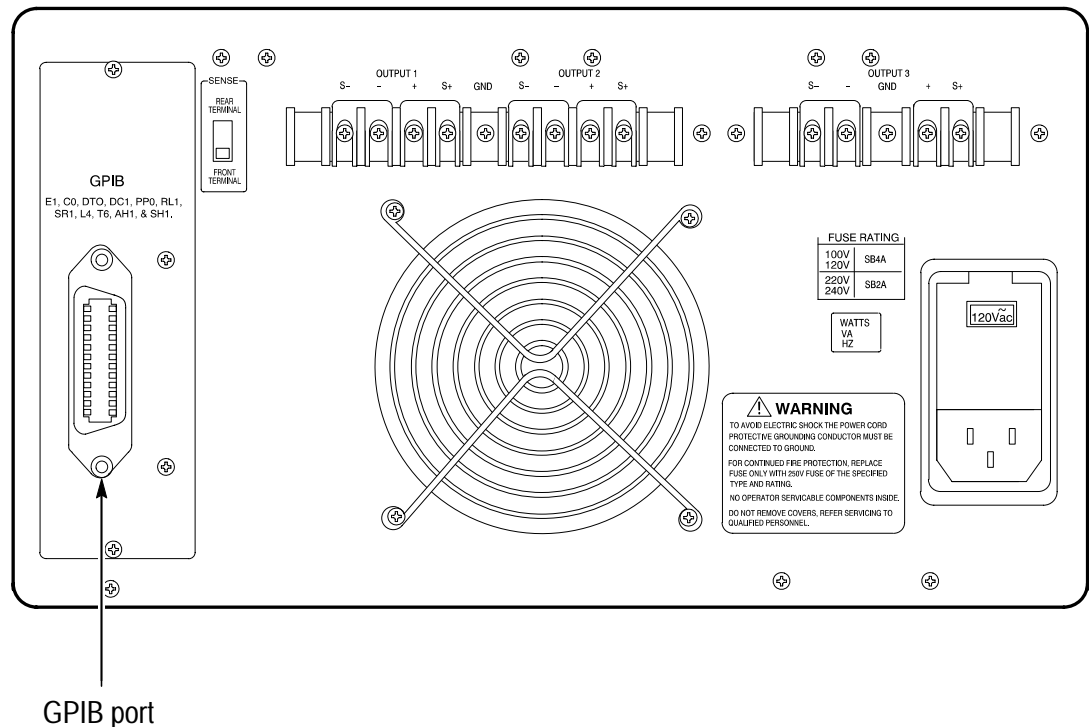 SENSE
REAR
TERMINAL
FRONT
TERMINAL
OUTPUT 1
S– – + S+ GND
OUTPUT 2
S– – + S+
OUTPUT 3
S– – GND + S+
GPIB
E1, C0, DTO, DC1, PP0, RL1,
SR1, L4, T6, AH1, & SH1.
FUSE RATING
100V
120V
SB4A
220V
240V
SB2A
WATTS
VA
HZ
120Vac
~
WARNING
TO AVOID ELECTRIC SHOCK THE POWER CORD
PROTECTIVE GROUNDING CONDUCTOR MUST BE
CONNECTED TO GROUND.
FOR CONTINUED FIRE PROTECTION, REPLACE
FUSE ONLY WITH 250V FUSE OF THE SPECIFIED
TYPE AND RATING.
NO OPERATOR SERVICABLE COMPONENTS INSIDE.
DO NOT REMOVE COVERS, REFER SERVICING TO
QUALIFIED PERSONNEL.
GPIB port